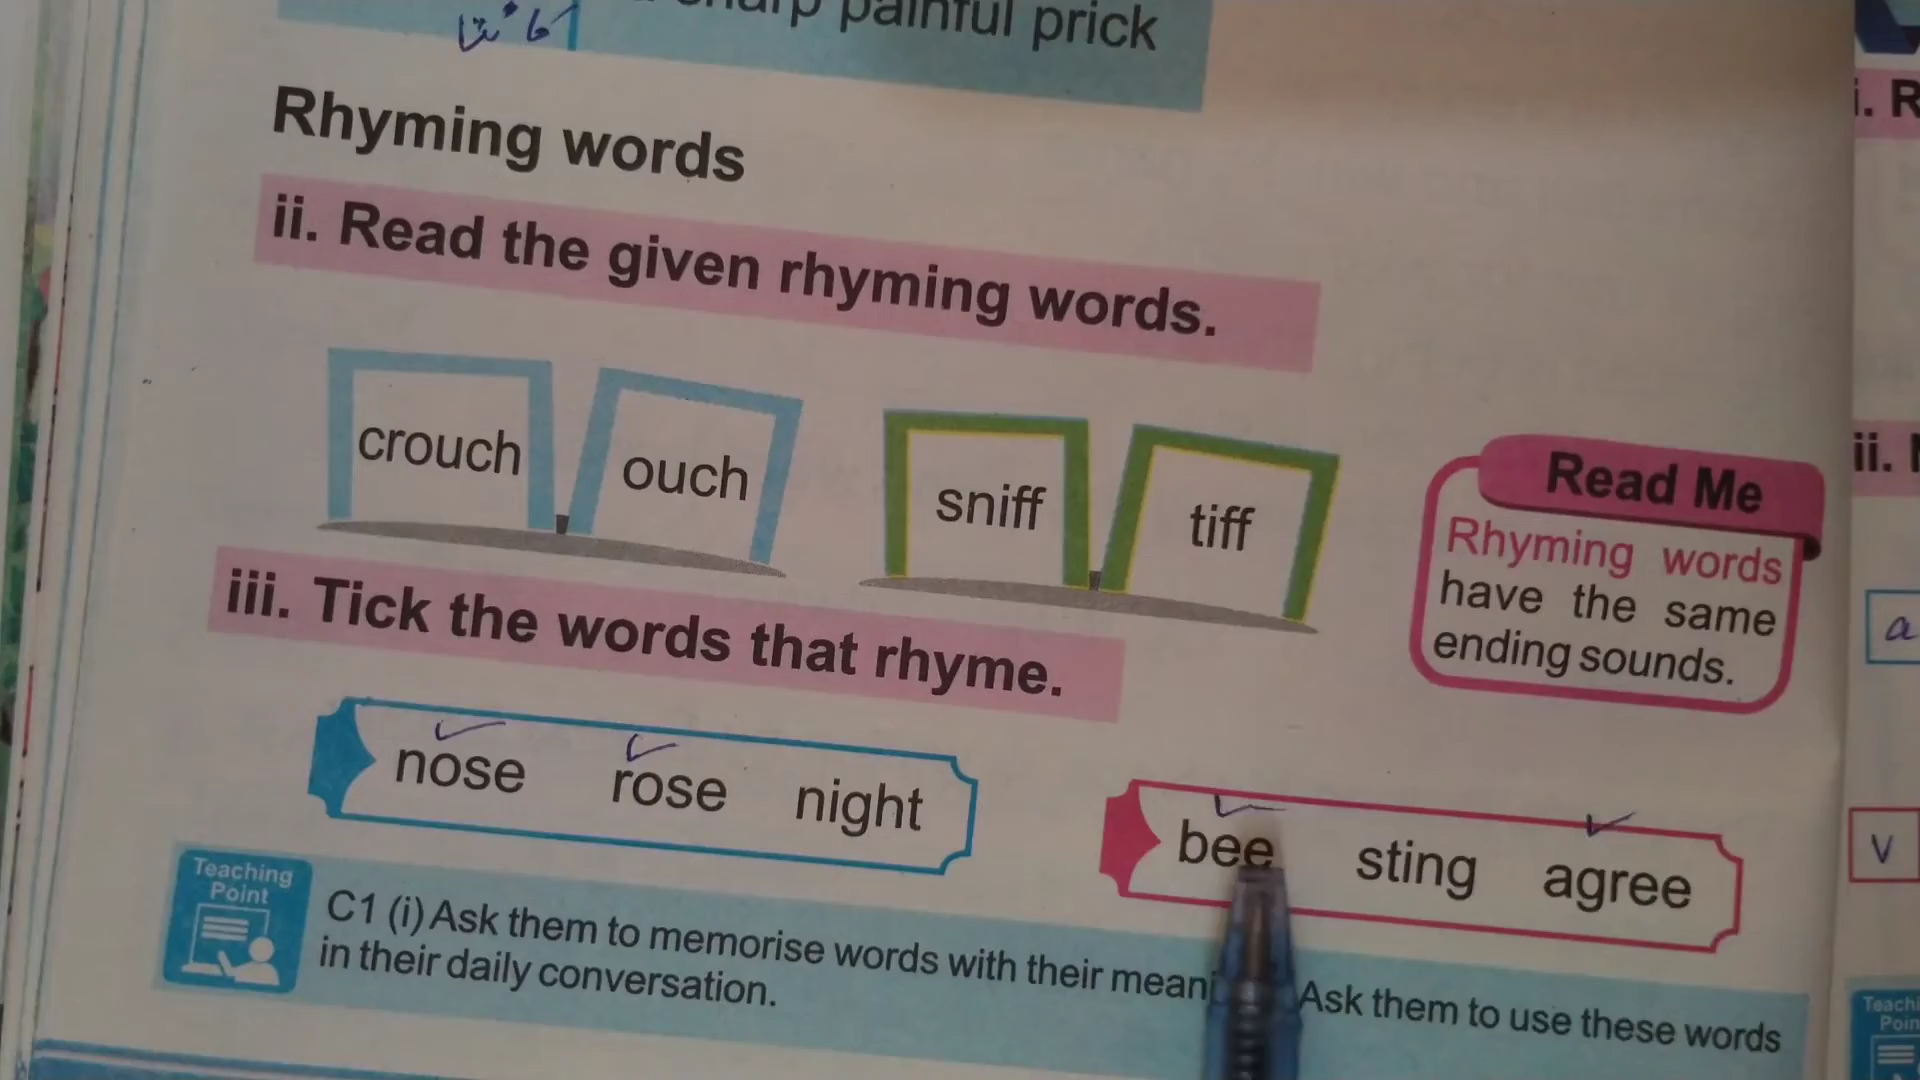 painful prick
کانٹا
Rhyming words
ii. Read the given rhyming words.
crouch ouch sniff tiff
Read Me
Rhyming words
have the same
ending sounds.
iii. Tick the words that rhyme.
nose rose night
bee sting agree
Teaching
Point
C1 (i) Ask them to memorise words with their Ask them to use these words
in their daily conversation.
i.
ii.
a
v